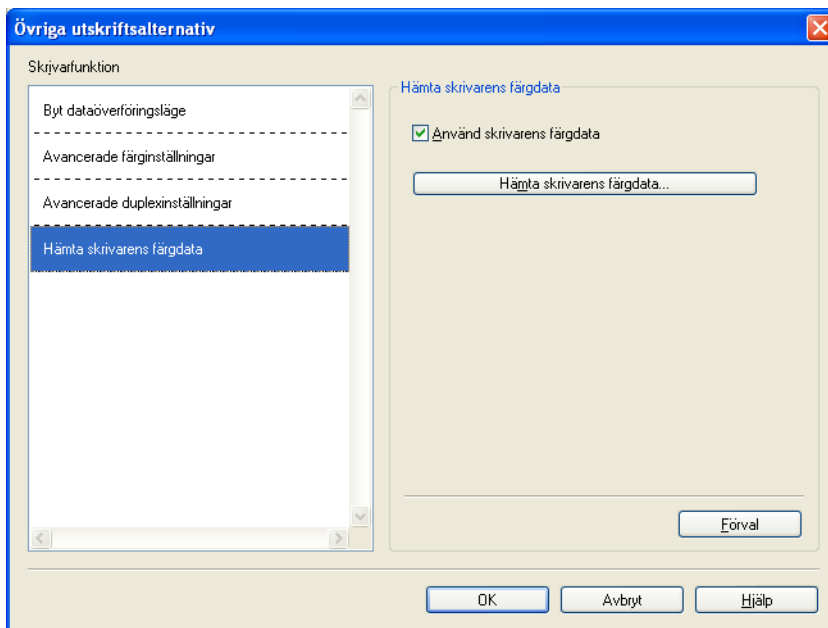 Övriga utskriftsalternativ
Skrivarfunktion
Byt dataöverföringsläge
Avancerade färginställningar
Avancerade duplexinställningar
Hämta skrivarens färgdata
Hämta skrivarens färgdata
Använd skrivarens färgdata
Hämta skrivarens färgdata...
Förval
OK
Avbryt
Hjälp